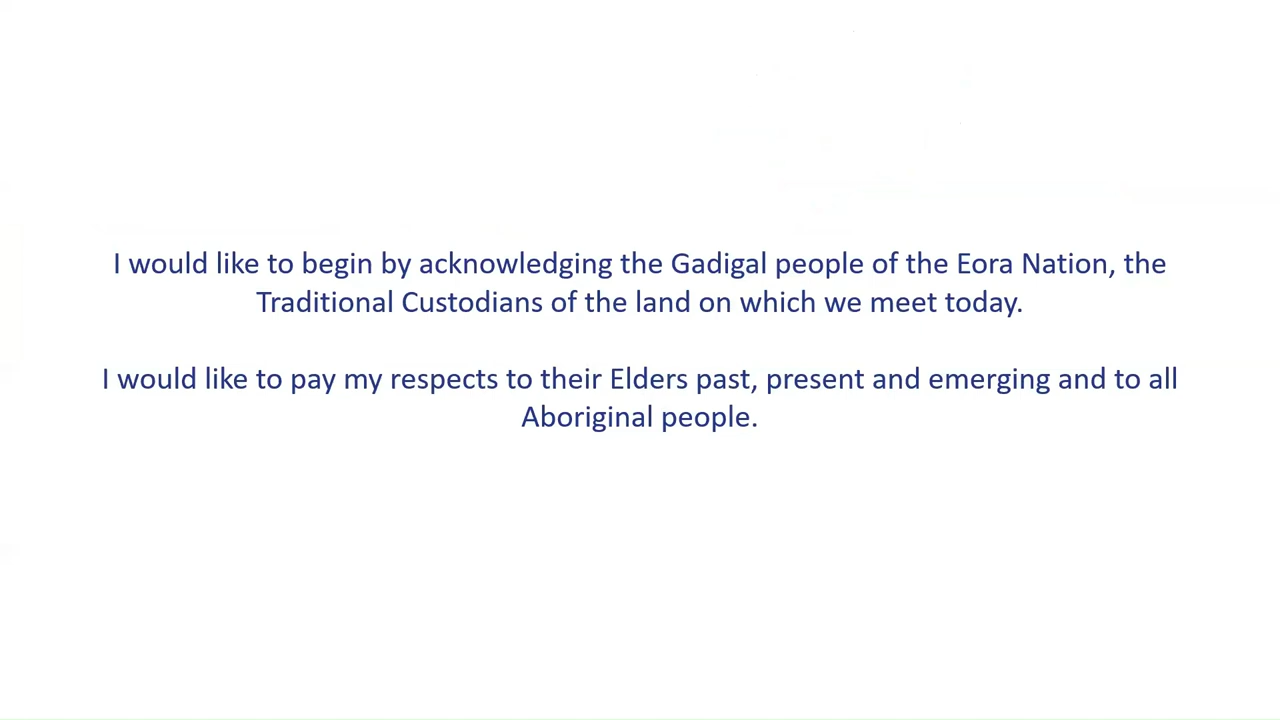 I would like to begin by acknowledging the Gadigal people of the Eora Nation, the
Traditional Custodians of the land on which we meet today.
I would like to pay my respects to their Elders past, present and emerging and to all
Aboriginal people.